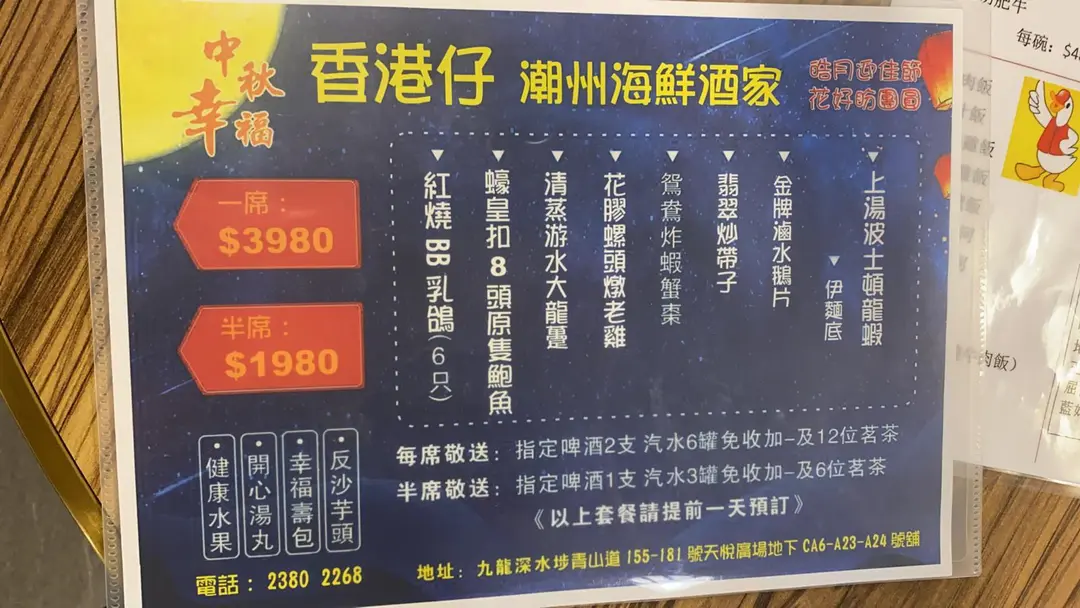 中秋
幸福
香港仔 潮州海鮮酒家
皓月迎佳節
花好昉團圓
一席：
$3980
半席：
$1980
▼上湯波士頓龍蝦
▼伊麵底
▼金牌滷水鵝片
▼翡翠炒帶子
▼鴛鴦炸蝦蟹棗
▼花膠螺頭燉老雞
▼清蒸游水大龍躉
▼蠔皇扣8頭原隻鮑魚
▼紅燒BB乳鴿(6只)
•反沙芋頭
•幸福壽包
•開心湯丸
•健康水果
每席敬送：指定啤酒2支 汽水6罐免收加-及12位茗茶
半席敬送：指定啤酒1支 汽水3罐免收加-及6位茗茶
《以上套餐請提前一天預訂》
電話：2380 2268
地址：九龍深水埗青山道155-181號天悅廣場地下CA6-A23-A24號舖
肥牛
每碗：$4
肉飯
飯
飯
肉飯）